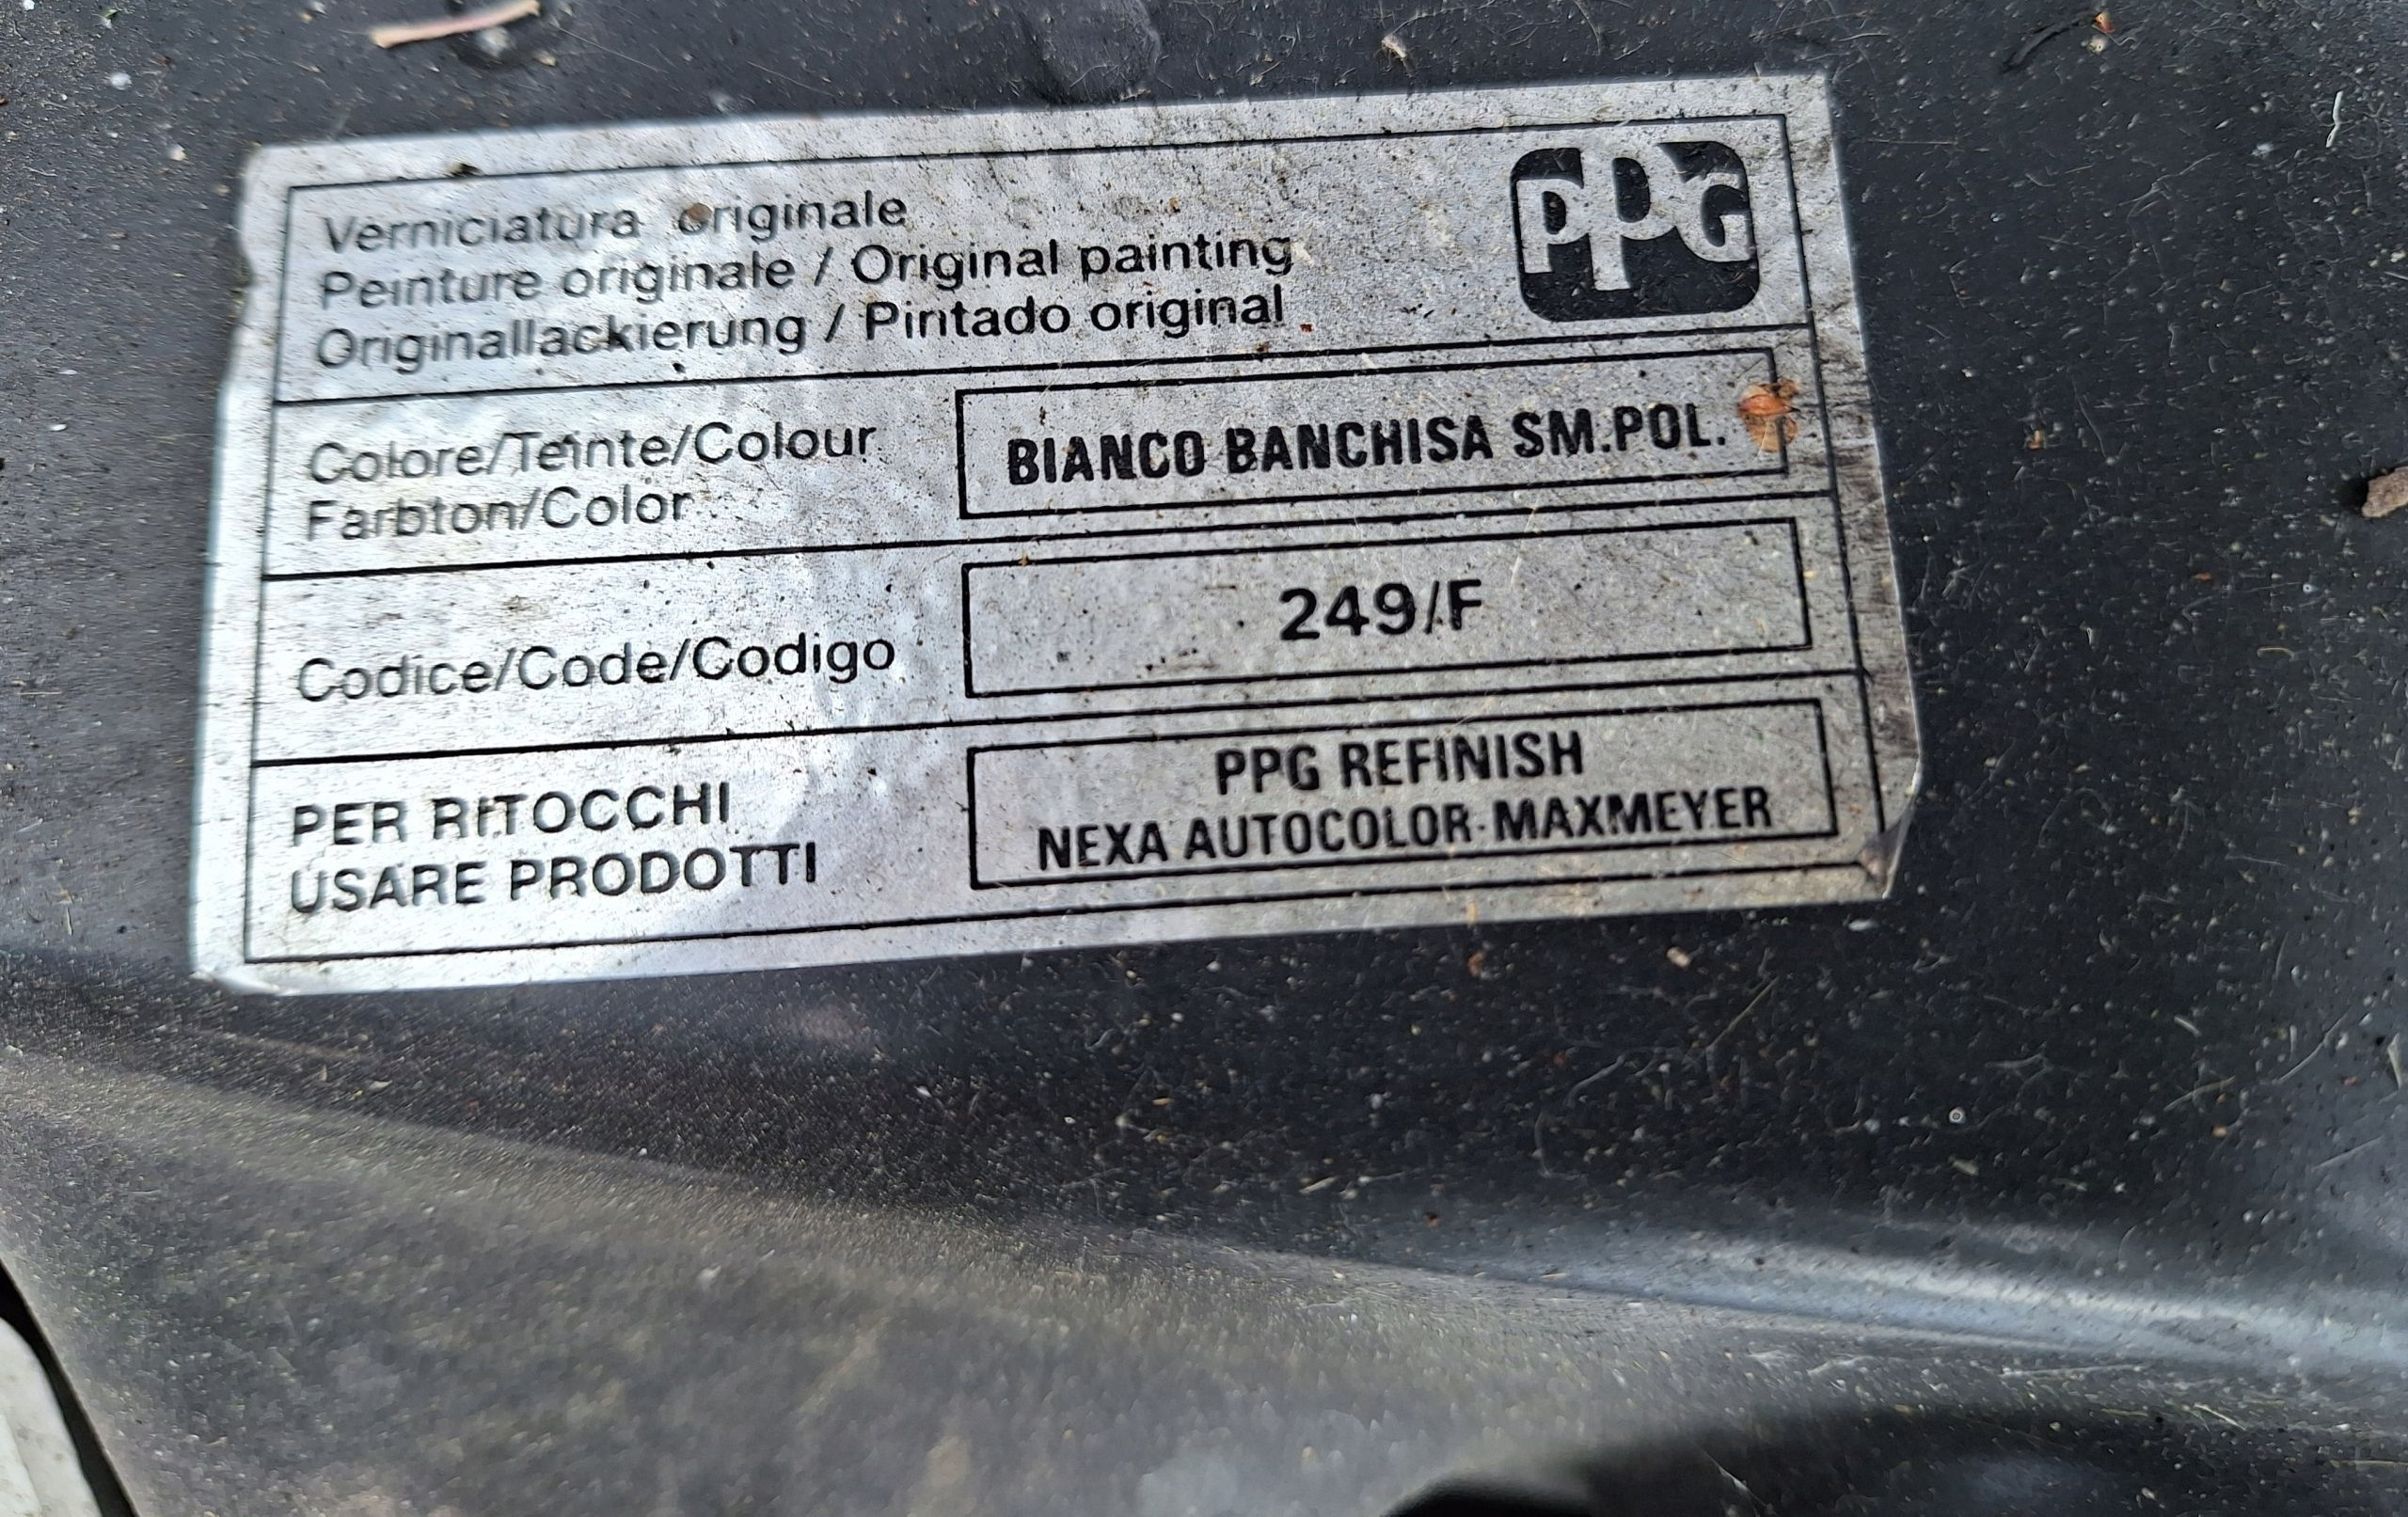 Verniciatura originale
Peinture originale / Original painting
Originallackierung / Pintado original
PPG
Colore/Teinte/Colour
Farbton/Color
BIANCO BANCHISA SM.POL.
Codice/Code/Codigo
249/F
PER RITOCCHI
USARE PRODOTTI
PPG REFINISH
NEXA AUTOCOLOR-MAXMEYER